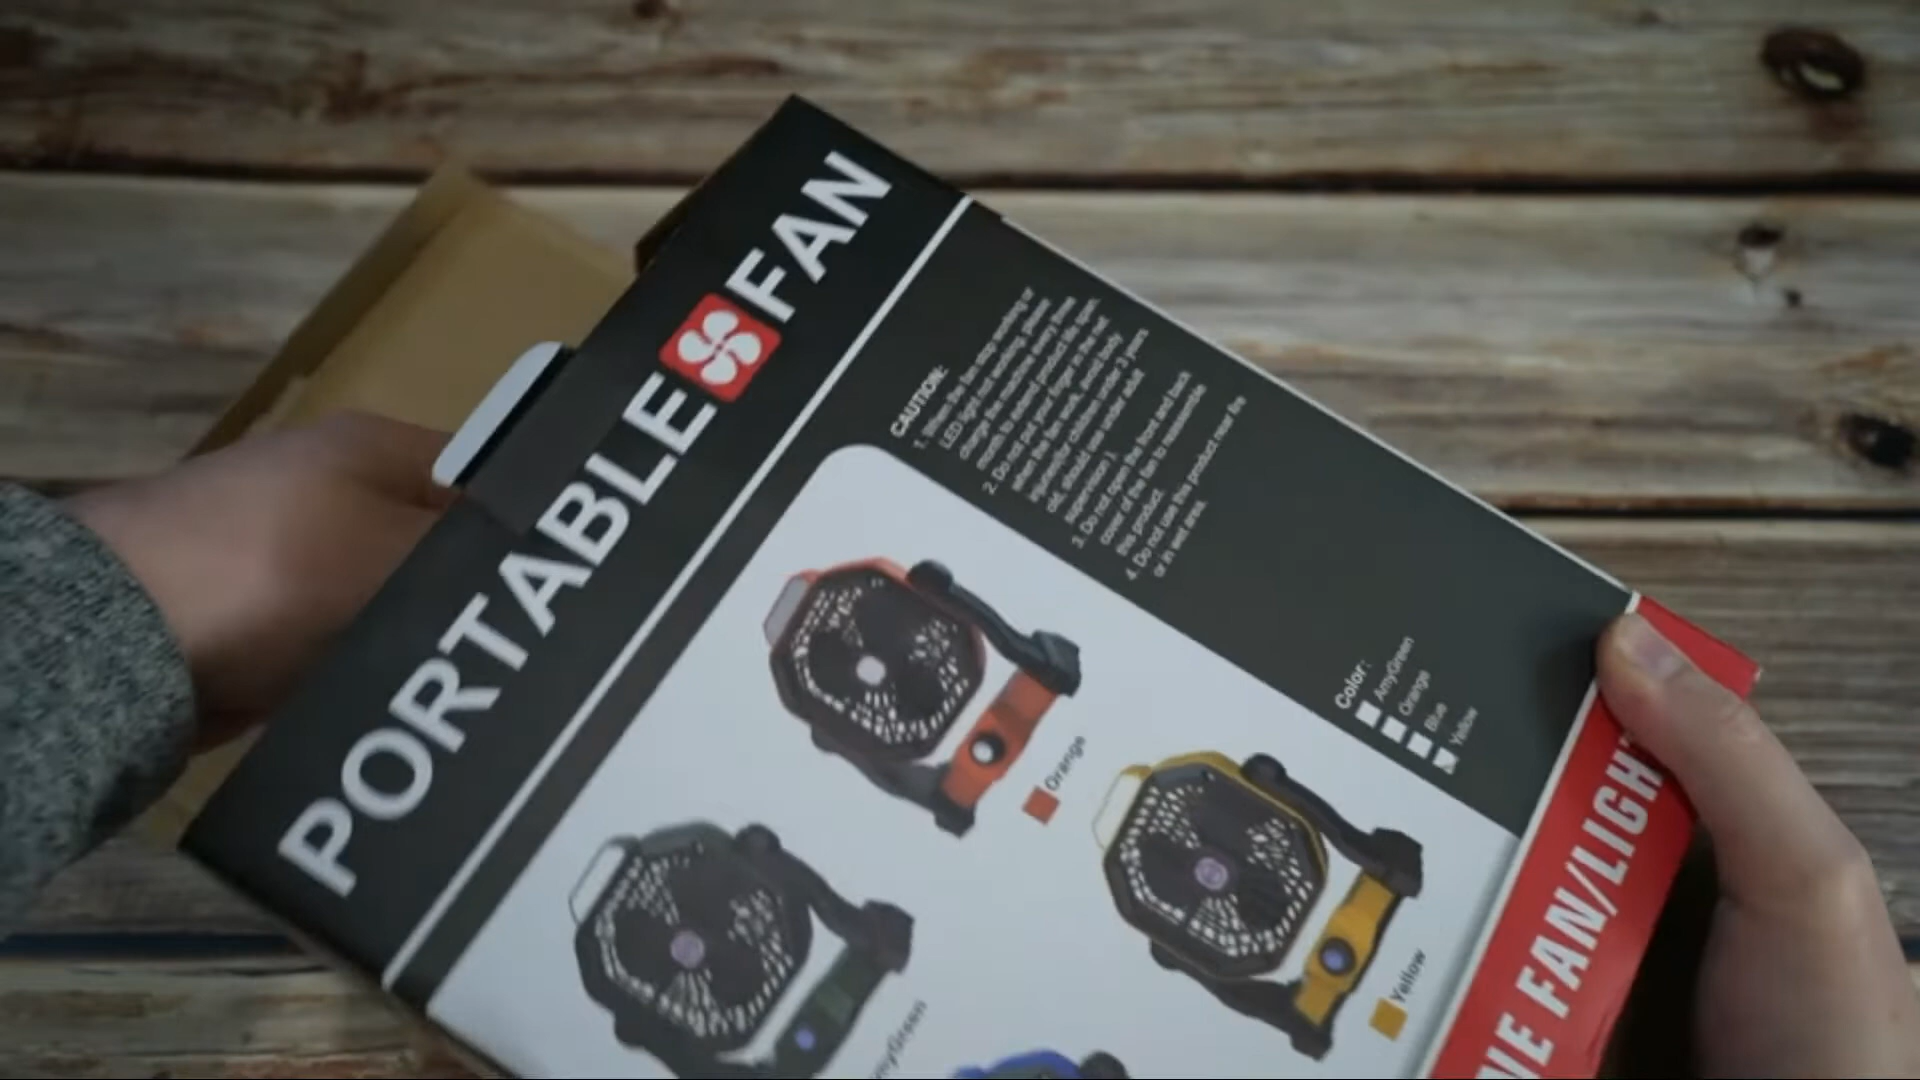 PORTABLE FAN
CAUTION:
1. When the fan stop working or
LED light not working, please
charge the machine every three
month to extend product life span.
2. Do not put your finger in the net
when the fan work, avoid body
injure(for children under 3 years
old, should use under adult
supervision ).
3. Do not open the front and back
cover of the fan to reassemble
this product.
4. Do not use this product near fire
or in wet area.
Color:
AmyGreen
Orange
Blue
Yellow
Orange
Yellow
myGreen
NE FAN/LIGHT